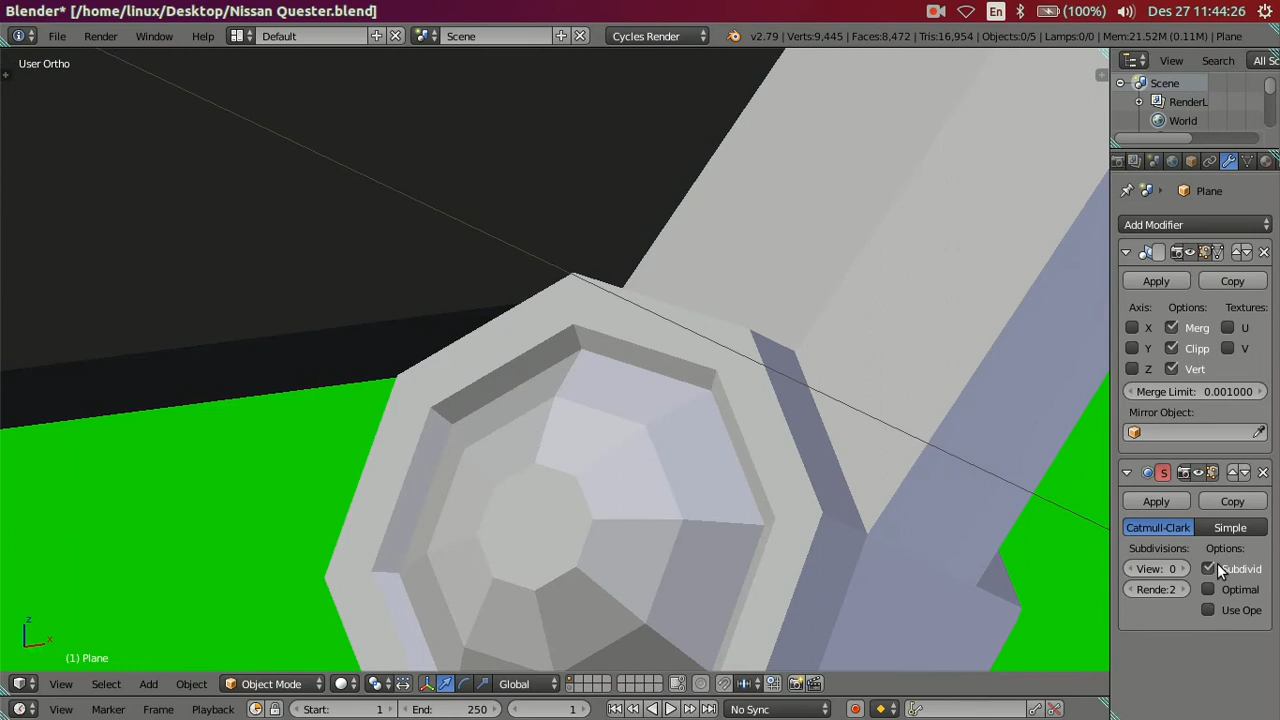 Blender* [/home/linux/Desktop/Nissan Quester.blend]
En (100%) Des 27 11:44:26
File Render Window Help Default Scene Cycles Render v2.79 | Verts:9,445 | Faces:8,472 | Tris:16,954 | Objects:0/5 | Lamps:0/0 | Mem:21.52M (0.11M) | Plane
User Ortho
View Search All Sc
Scene
RenderL
World
Plane
Add Modifier
Apply Copy
Axis: Options: Textures:
X Merg U
Y Clipp V
Z Vert
Merge Limit: 0.001000
Mirror Object:
S
Apply Copy
Catmull-Clark Simple
Subdivisions: Options:
View: 0 Subdivid
Rende:2 Optimal
Use Ope
z
x
(1) Plane
View Select Add Object Object Mode Global
View Marker Frame Playback Start: 1 End: 250 1 No Sync